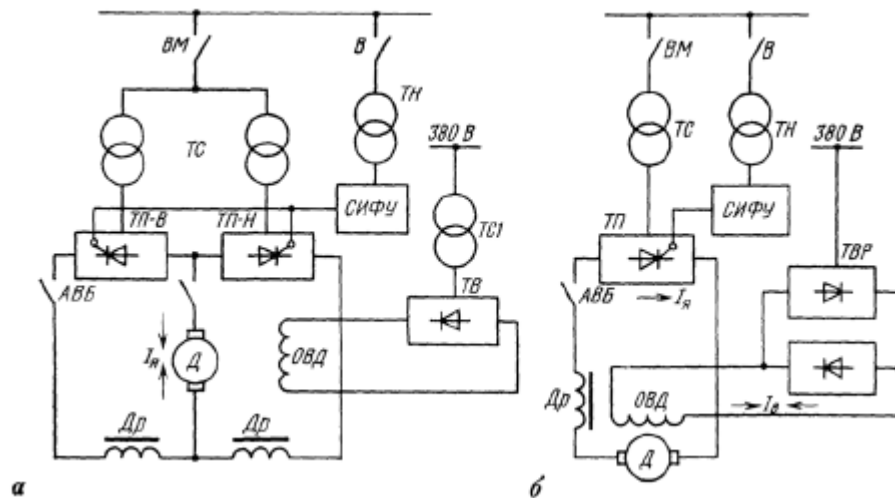 ВМ
В
ТН
ТС
380 В
СИФУ
ТП-В
ТП-Н
ТС1
АВБ
ТВ
Iя
Д
ОВД
Др
Др
а
ВМ
В
ТС
ТН
380 В
СИФУ
ТП
ТВР
АВБ
Iя
Др
ОВД
Iв
Д
б